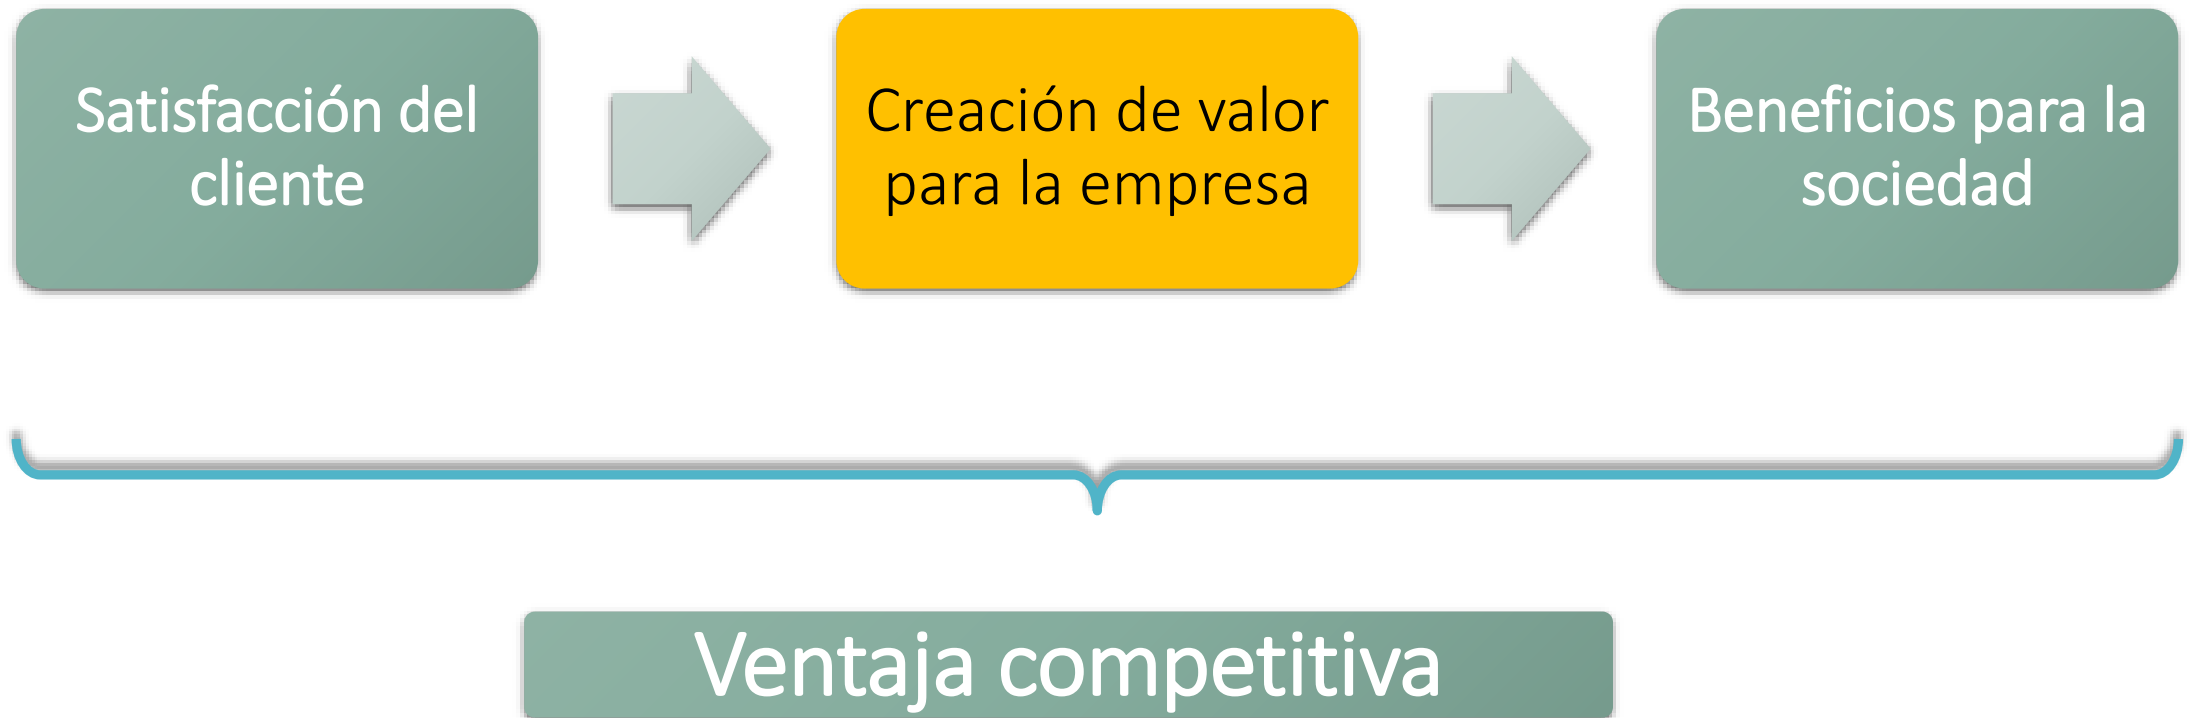 Satisfacción del
cliente
Creación de valor
para la empresa
Beneficios para la
sociedad
Ventaja competitiva